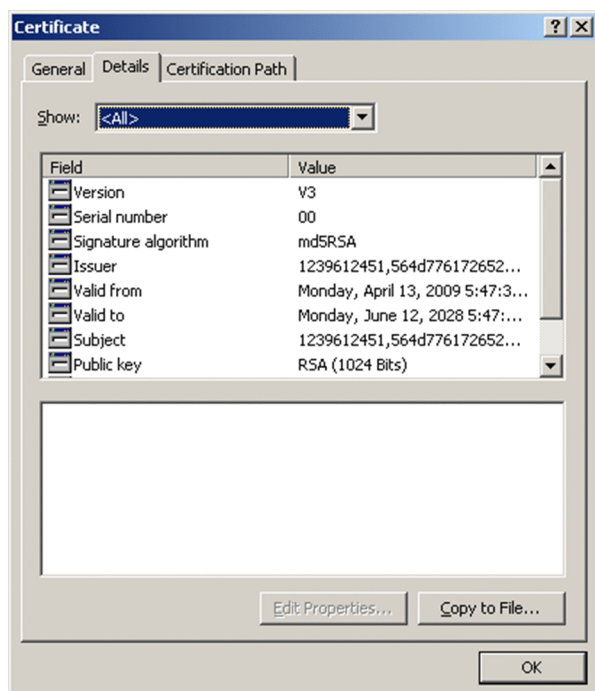 Certificate
General Details Certification Path
Show: <All>
Field Value
Version V3
Serial number 00
Signature algorithm md5RSA
Issuer 1239612451,564d776172652...
Valid from Monday, April 13, 2009 5:47:3...
Valid to Monday, June 12, 2028 5:47:...
Subject 1239612451,564d776172652...
Public key RSA (1024 Bits)
Edit Properties... Copy to File...
OK